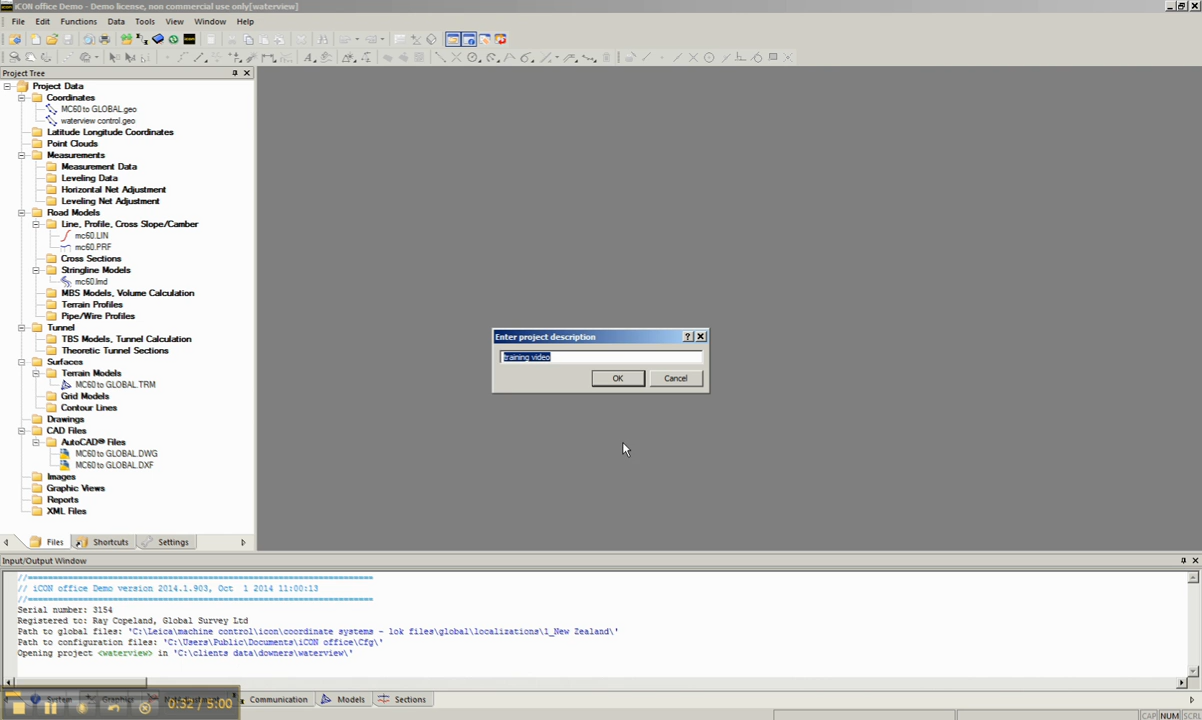 iCON office Demo - Demo license, non commercial use only[waterview]
File Edit Functions Data Tools View Window Help
Project Tree
Project Data
Coordinates
MC60 to GLOBAL.geo
waterview control.geo
Latitude Longitude Coordinates
Point Clouds
Measurements
Measurement Data
Leveling Data
Horizontal Net Adjustment
Leveling Net Adjustment
Road Models
Line, Profile, Cross Slope/Camber
mc60.LIN
mc60.PRF
Cross Sections
Stringline Models
mc60.lmd
MBS Models, Volume Calculation
Terrain Profiles
Pipe/Wire Profiles
Tunnel
TBS Models, Tunnel Calculation
Theoretic Tunnel Sections
Surfaces
Terrain Models
MC60 to GLOBAL.TRM
Grid Models
Contour Lines
Drawings
CAD Files
AutoCAD® Files
MC60 to GLOBAL.DWG
MC60 to GLOBAL.DXF
Images
Graphic Views
Reports
XML Files
Files Shortcuts Settings
Enter project description
training video
OK Cancel
Input/Output Window
//=================================================================
// iCON office Demo version 2014.1.903, Oct 1 2014 11:00:13
//=================================================================
Serial number: 3154
Registered to: Ray Copeland, Global Survey Ltd
Path to global files: 'C:\Leica\machine control\icon\coordinate systems - lok files\global\localizations\1_New Zealand\'
Path to configuration files: 'C:\Users\Public\Documents\iCON office\Cfg\'
Opening project <waterview> in 'C:\clients data\downers\waterview\'
System Graphics Communication Models Sections
0:32 / 5:00
CAP NUM SCRL